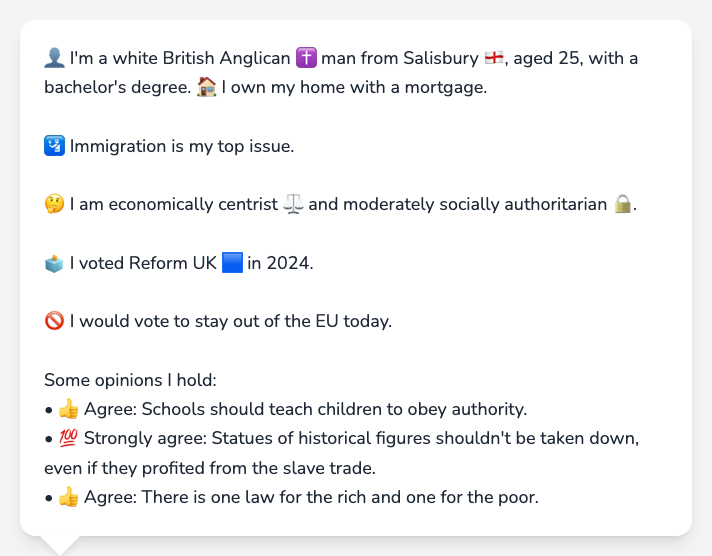 👤 I'm a white British Anglican ✝️ man from Salisbury 🏴󠁧󠁢󠁥󠁮󠁧󠁿, aged 25, with a
bachelor's degree. 🏠 I own my home with a mortgage.
🛂 Immigration is my top issue.
🤔 I am economically centrist ⚖️ and moderately socially authoritarian 🔒.
🗳️ I voted Reform UK 🟦 in 2024.
🚫 I would vote to stay out of the EU today.
Some opinions I hold:
• 👍 Agree: Schools should teach children to obey authority.
• 💯 Strongly agree: Statues of historical figures shouldn't be taken down,
even if they profited from the slave trade.
• 👍 Agree: There is one law for the rich and one for the poor.